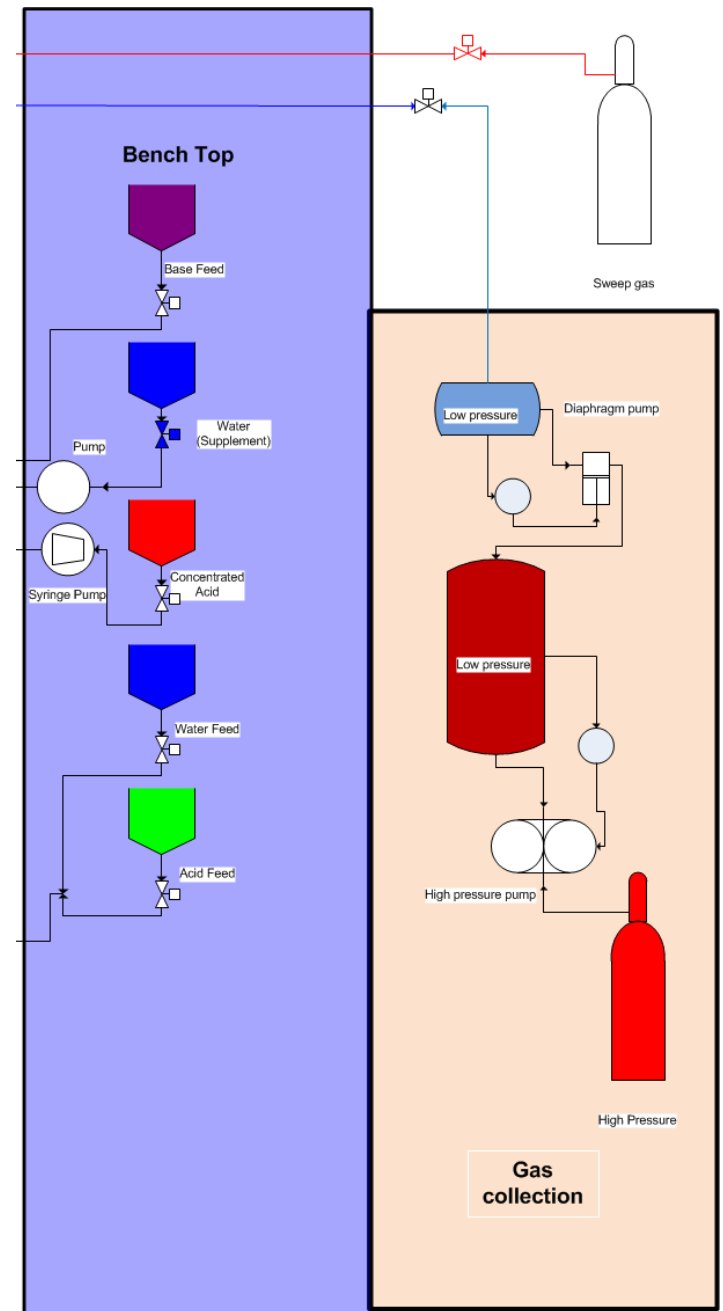 Bench Top
Base Feed
Water
(Supplement)
Pump
Concentrated
Acid
Syringe Pump
Water Feed
Acid Feed
Sweep gas
Low pressure
Diaphragm pump
Low pressure
High pressure pump
High Pressure
Gas
collection